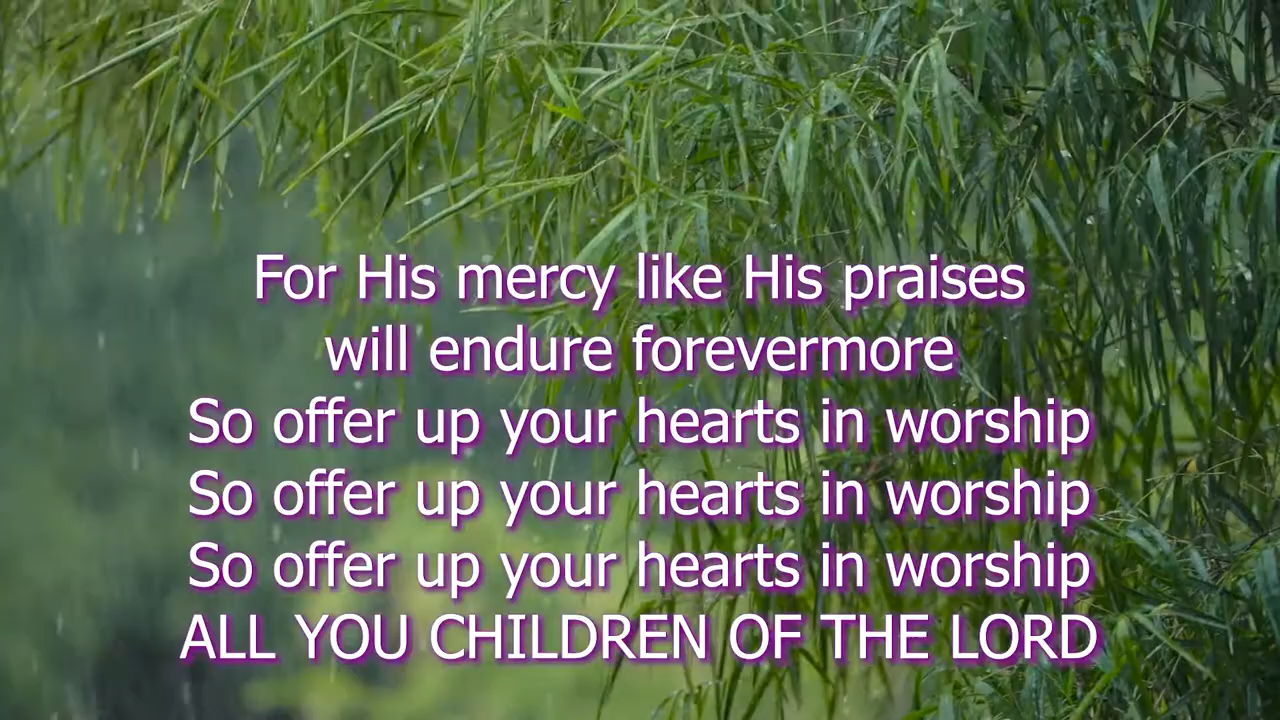 For His mercy like His praises
will endure forevermore
So offer up your hearts in worship
So offer up your hearts in worship
So offer up your hearts in worship
ALL YOU CHILDREN OF THE LORD